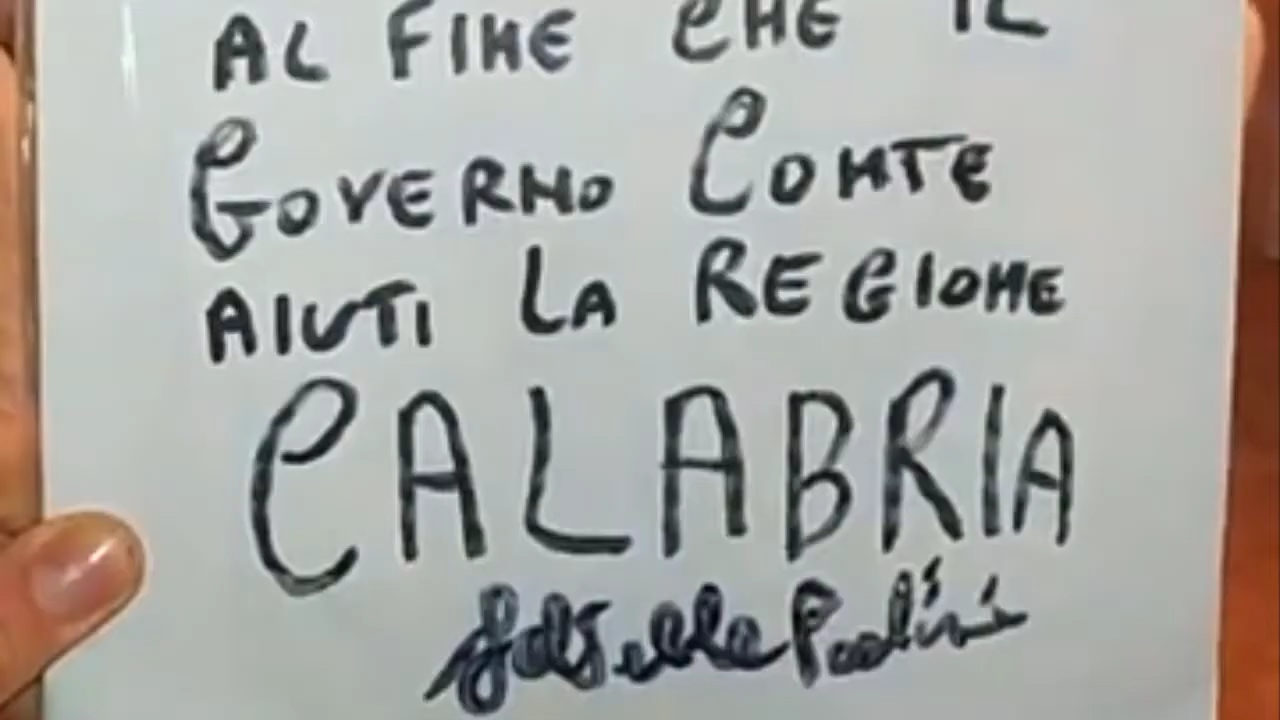 AL FINE CHE IL
GOVERNO CONTE
AIUTI LA REGIONE
CALABRIA